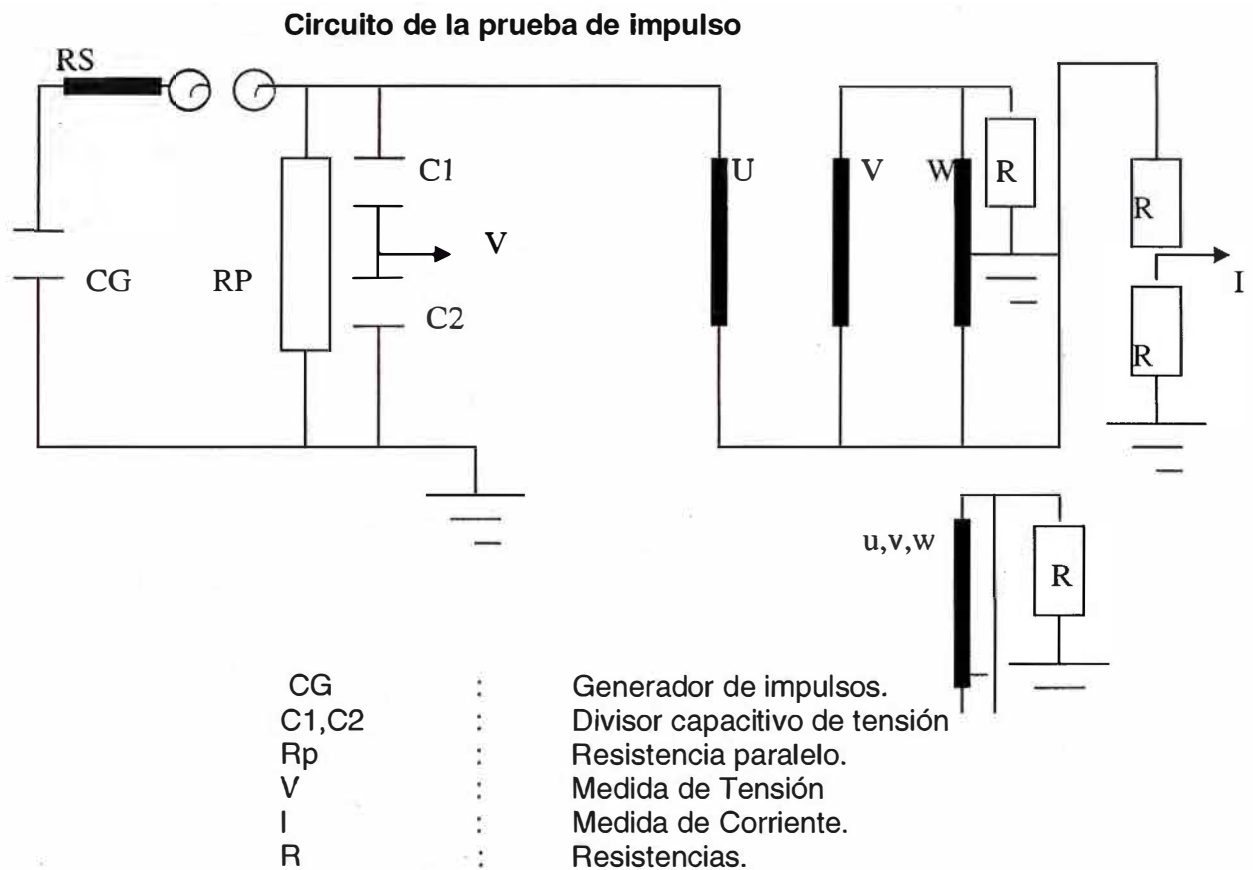 Circuito de la prueba de impulso
RS
C1
U
V
W
R
R
V
I
CG
RP
C2
R
u,v,w
R
CG : Generador de impulsos.
C1,C2 : Divisor capacitivo de tensión
Rp : Resistencia paralelo.
V : Medida de Tensión
I : Medida de Corriente.
R : Resistencias.